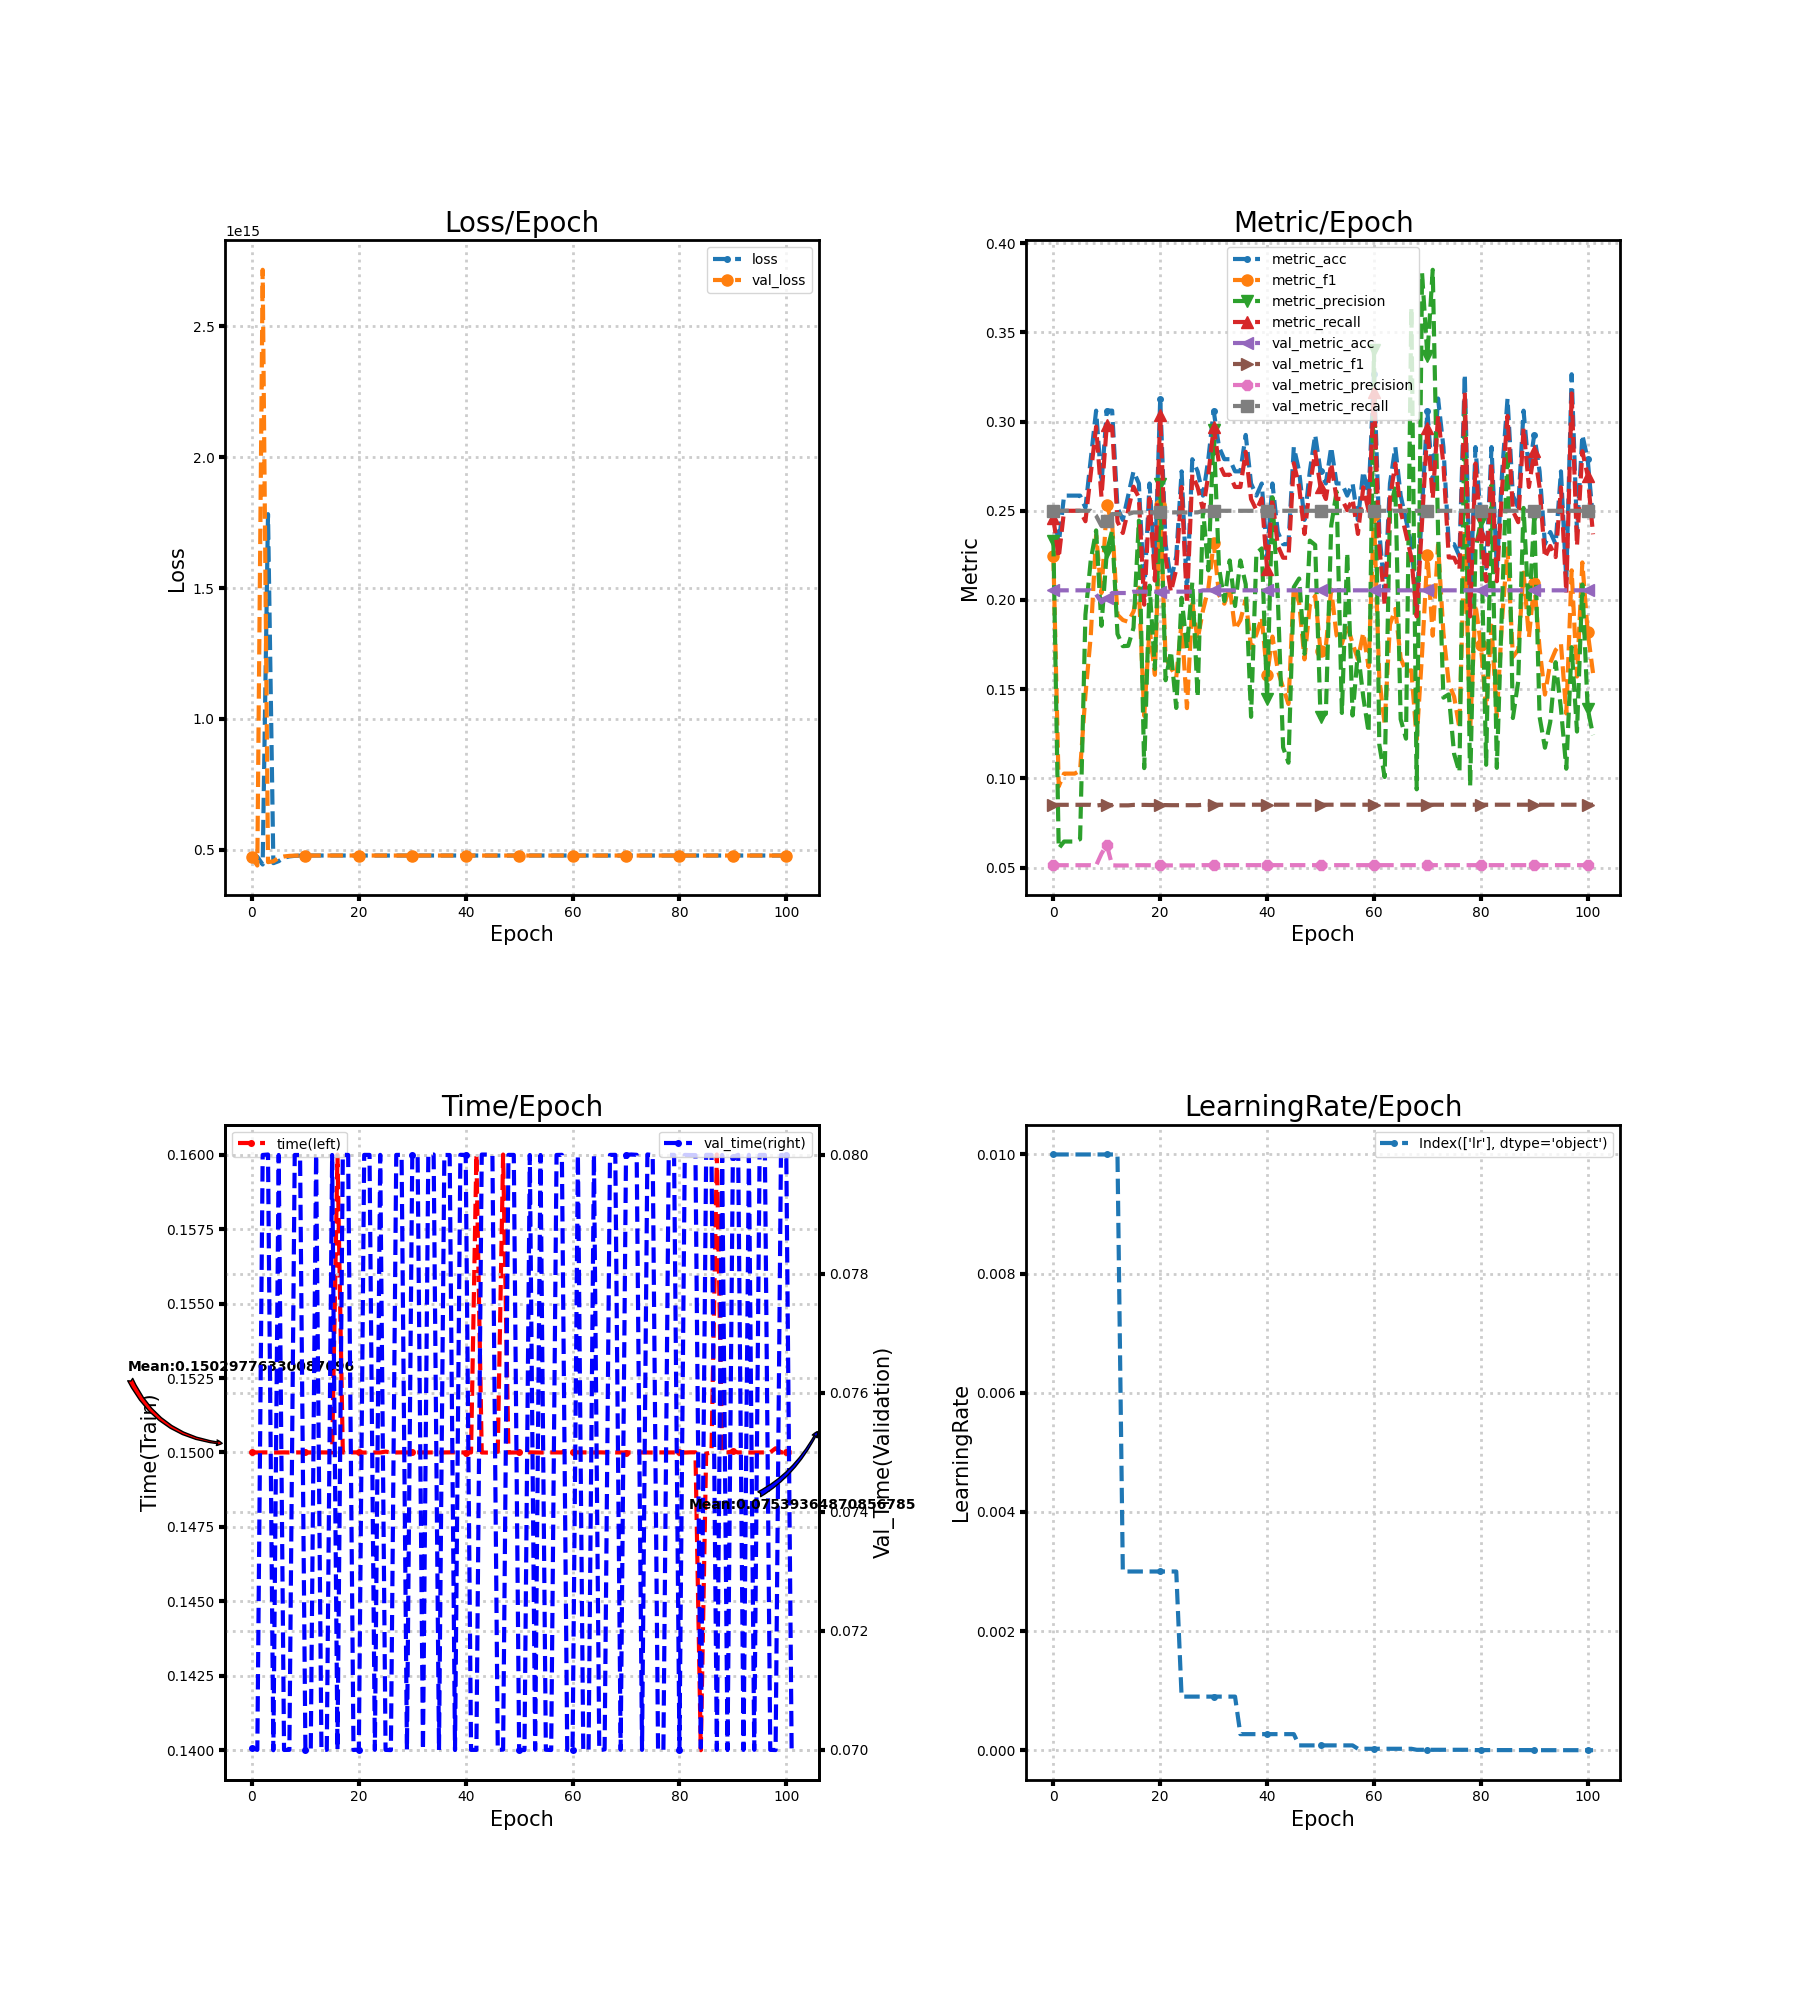 Loss/Epoch
1e15
loss
val_loss
2.5
2.0
1.5
1.0
0.5
Loss
0 20 40 60 80 100
Epoch
Metric/Epoch
metric_acc
metric_f1
metric_precision
metric_recall
val_metric_acc
val_metric_f1
val_metric_precision
val_metric_recall
0.40
0.35
0.30
0.25
0.20
0.15
0.10
0.05
Metric
0 20 40 60 80 100
Epoch
Time/Epoch
time(left)
val_time(right)
0.1600
0.1575
0.1550
0.1525
0.1500
0.1475
0.1450
0.1425
0.1400
Time(Train)
Mean:0.15029776330087096
Mean:0.07539364870856785
0.080
0.078
0.076
0.074
0.072
0.070
Val_Time(Validation)
0 20 40 60 80 100
Epoch
LearningRate/Epoch
Index(['lr'], dtype='object')
0.010
0.008
0.006
0.004
0.002
0.000
LearningRate
0 20 40 60 80 100
Epoch